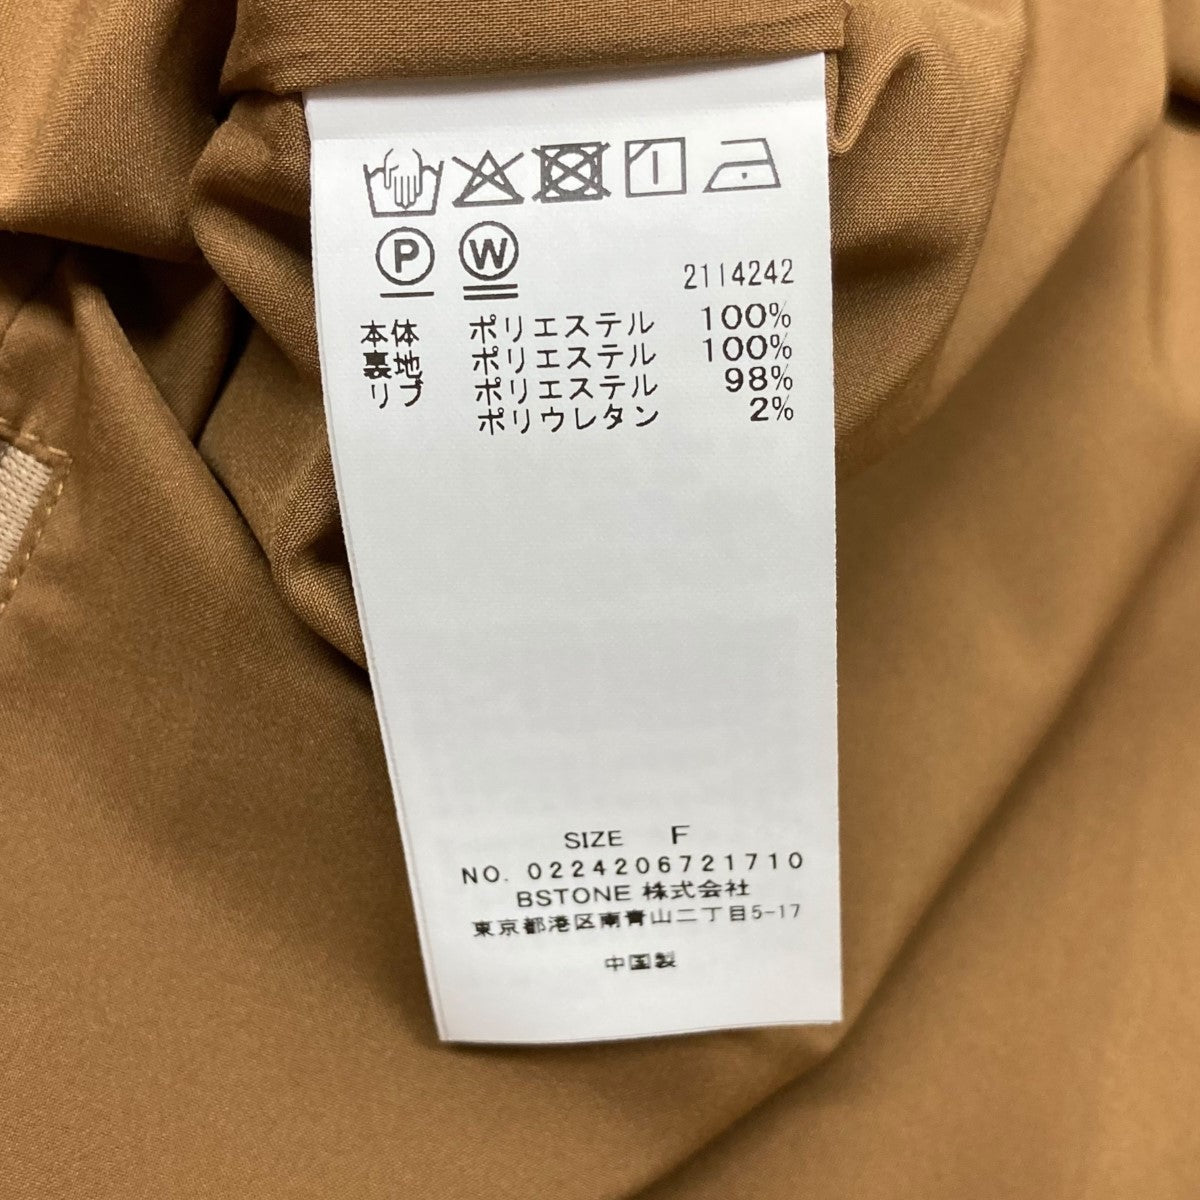 P W
2114242
本体 ポリエステル 100%
裏地 ポリエステル 100%
リブ ポリエステル 98%
ポリウレタン 2%
SIZE F
NO. 0224206721710
BSTONE 株式会社
東京都港区南青山二丁目5-17
中国製